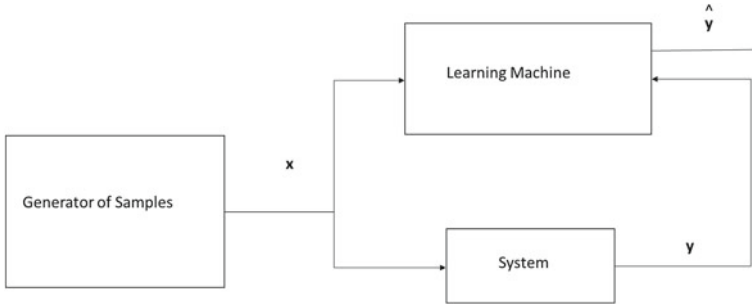 ^
y
Learning Machine
x
Generator of Samples
y
System